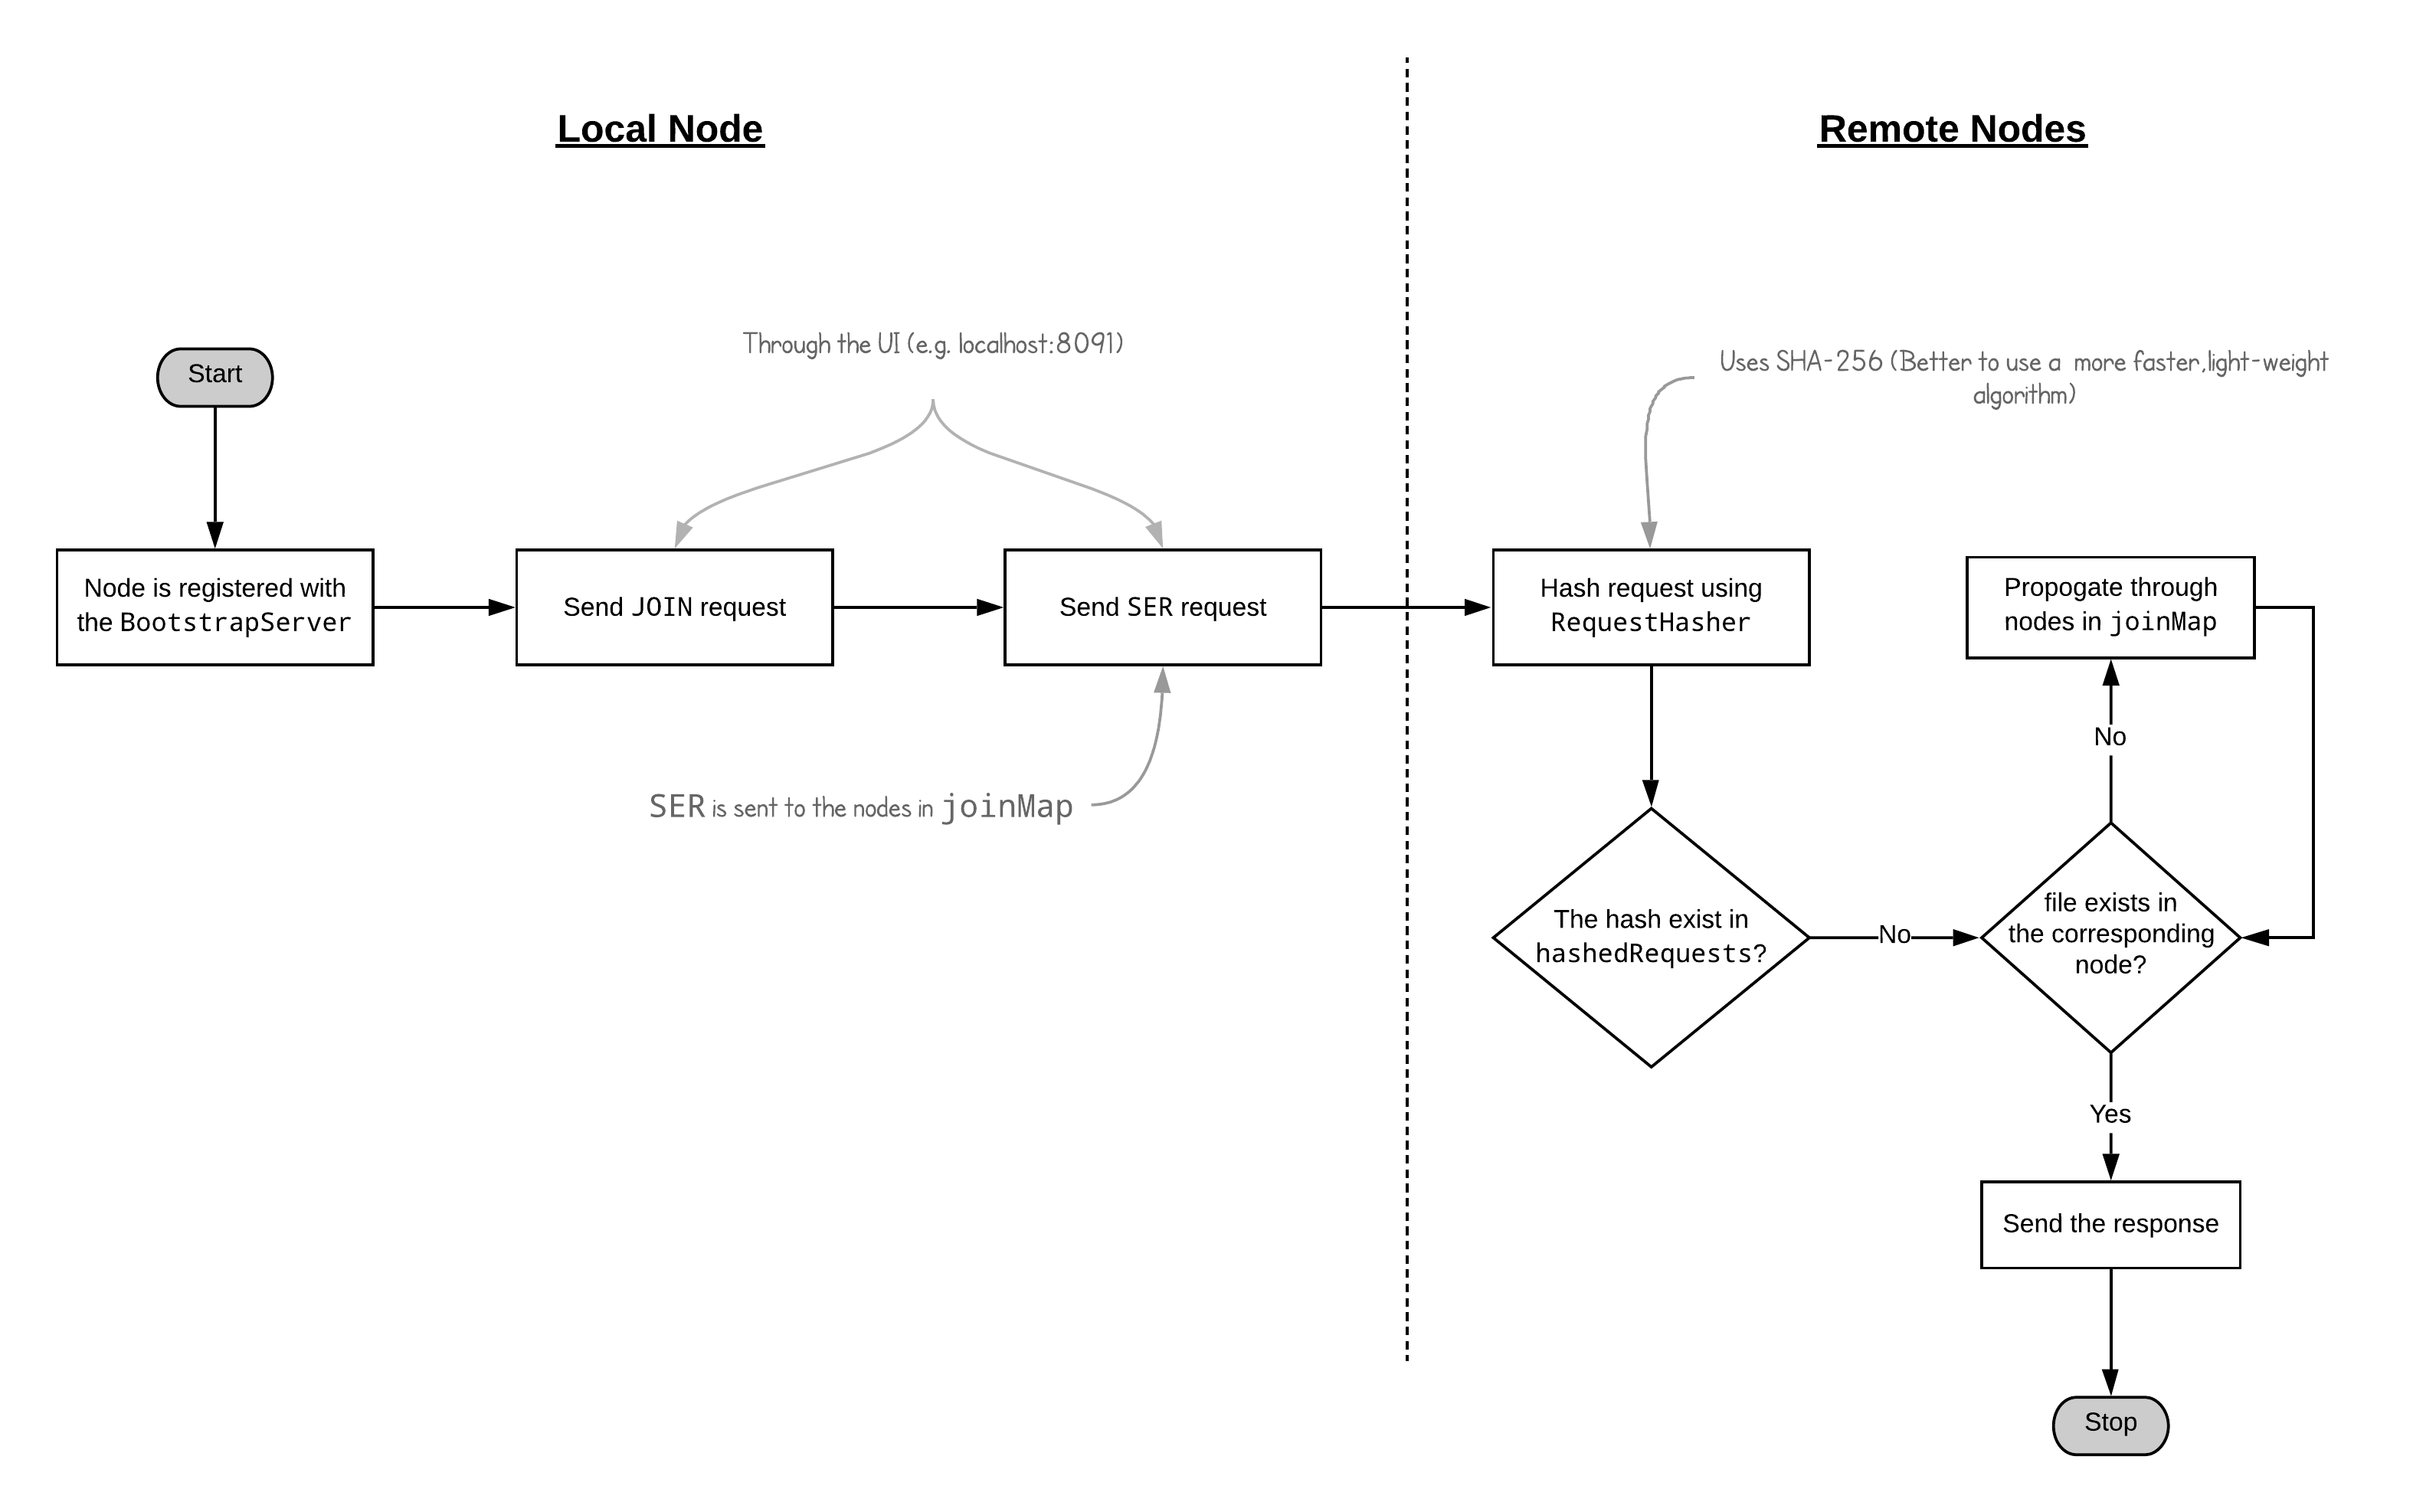 Local Node
Remote Nodes
Through the UI (e.g. localhost:8091)
Uses SHA-256 (Better to use a more faster,light-weight
algorithm)
Start
Node is registered with
the BootstrapServer
Send JOIN request
Send SER request
Hash request using
RequestHasher
Propogate through
nodes in joinMap
No
SER is sent to the nodes in joinMap
The hash exist in
hashedRequests?
No
file exists in
the corresponding
node?
Yes
Send the response
Stop